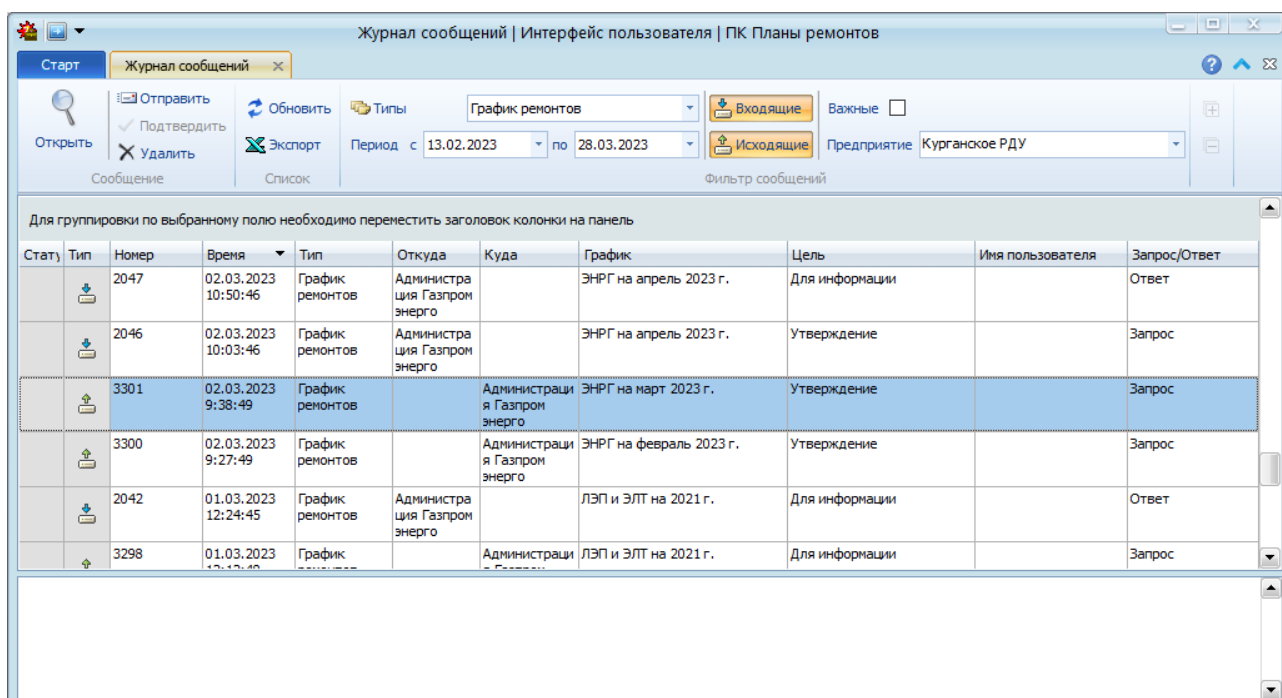 Журнал сообщений | Интерфейс пользователя | ПК Планы ремонтов
Старт
Журнал сообщений
Открыть
Отправить
Подтвердить
Удалить
Сообщение
Обновить
Экспорт
Список
Типы График ремонтов
Период с 13.02.2023 по 28.03.2023
Входящие
Исходящие
Важные
Предприятие Курганское РДУ
Фильтр сообщений
Для группировки по выбранному полю необходимо переместить заголовок колонки на панель
Стату Тип Номер Время Тип Откуда Куда График Цель Имя пользователя Запрос/Ответ
2047 02.03.2023 График Администра ЭНРГ на апрель 2023 г. Для информации Ответ
10:50:46 ремонтов ция Газпром
энерго
2046 02.03.2023 График Администра ЭНРГ на апрель 2023 г. Утверждение Запрос
10:03:46 ремонтов ция Газпром
энерго
3301 02.03.2023 График Администраци ЭНРГ на март 2023 г. Утверждение Запрос
9:38:49 ремонтов я Газпром
энерго
3300 02.03.2023 График Администраци ЭНРГ на февраль 2023 г. Утверждение Запрос
9:27:49 ремонтов я Газпром
энерго
2042 01.03.2023 График Администра ЛЭП и ЭЛТ на 2021 г. Для информации Ответ
12:24:45 ремонтов ция Газпром
энерго
3298 01.03.2023 График Администраци ЛЭП и ЭЛТ на 2021 г. Для информации Запрос